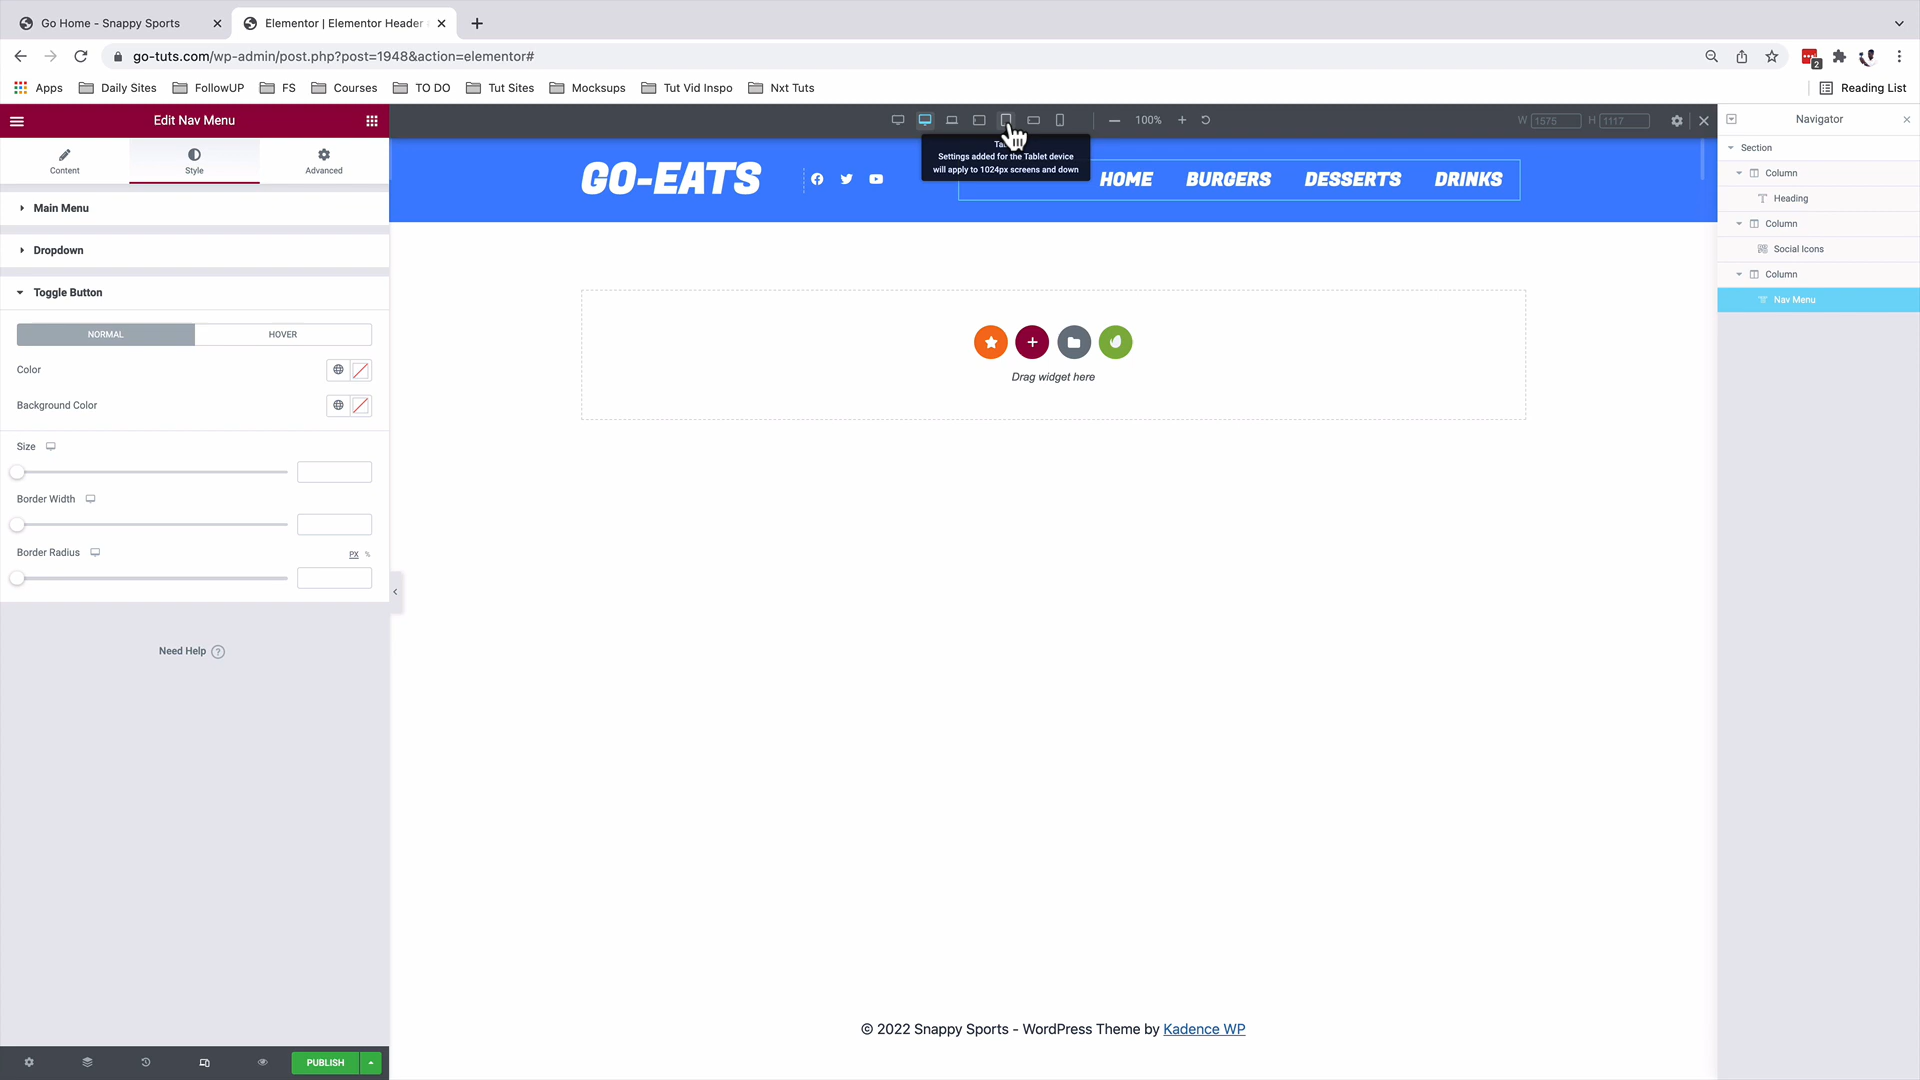 Go Home - Snappy Sports
Elementor | Elementor Header
go-tuts.com/wp-admin/post.php?post=1948&action=elementor#
2
Apps
Daily Sites
FollowUP
FS
Courses
TO DO
Tut Sites
Mocksups
Tut Vid Inspo
Nxt Tuts
Reading List
Edit Nav Menu
100%
W 1575 H 1117
Navigator
Content
Style
Advanced
Settings added for the Tablet device
will apply to 1024px screens and down
GO-EATS
HOME
BURGERS
DESSERTS
DRINKS
Section
Column
Heading
Column
Social Icons
Column
Nav Menu
Main Menu
Dropdown
Toggle Button
NORMAL
HOVER
Color
Background Color
Size
Border Width
Border Radius
PX %
Need Help ?
Drag widget here
© 2022 Snappy Sports - WordPress Theme by Kadence WP
PUBLISH